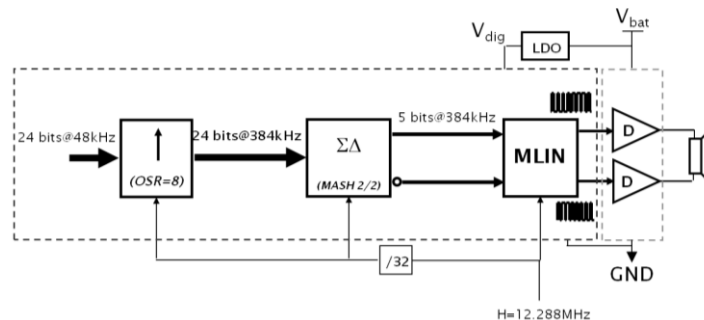 V_bat
V_dig
LDO
24 bits@48kHz
24 bits@384kHz
5 bits@384kHz
(OSR=8)
ΣΔ
(MASH 2/2)
MLIN
D
D
/32
GND
H=12.288MHz